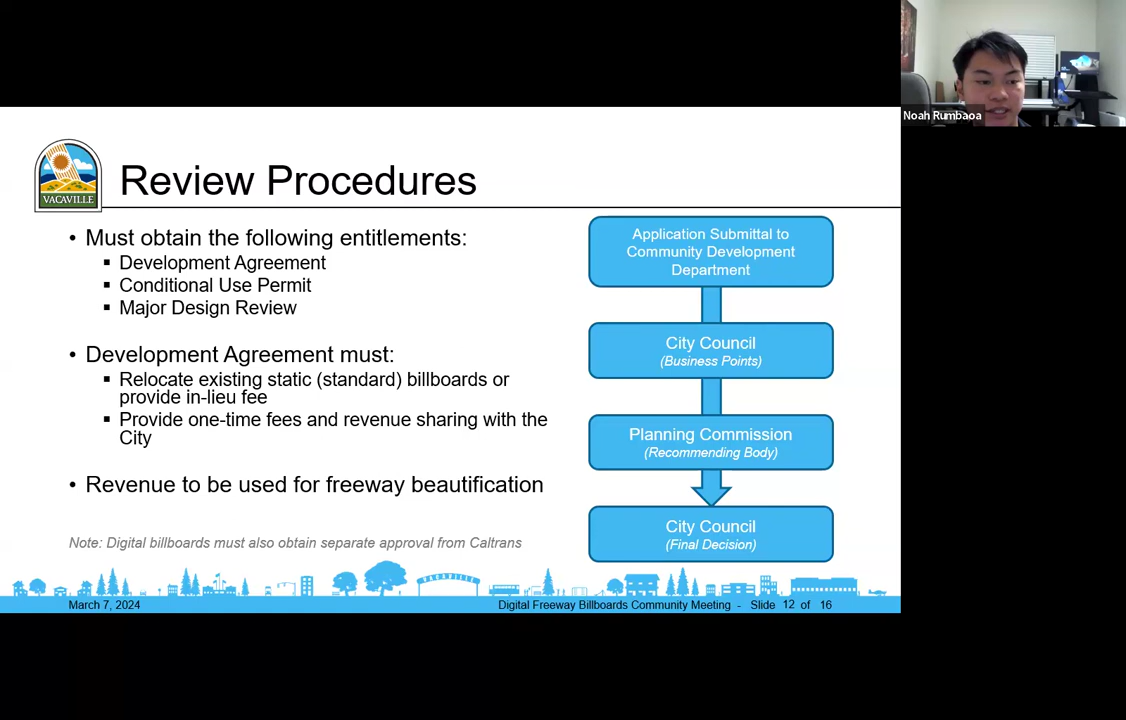 Noah Rumbaoa
VACAVILLE
Review Procedures
• Must obtain the following entitlements:
▪ Development Agreement
▪ Conditional Use Permit
▪ Major Design Review
• Development Agreement must:
▪ Relocate existing static (standard) billboards or
provide in-lieu fee
▪ Provide one-time fees and revenue sharing with the
City
• Revenue to be used for freeway beautification
Note: Digital billboards must also obtain separate approval from Caltrans
Application Submittal to
Community Development
Department
City Council
(Business Points)
Planning Commission
(Recommending Body)
City Council
(Final Decision)
VACAVILLE
March 7, 2024
Digital Freeway Billboards Community Meeting - Slide 12 of 16